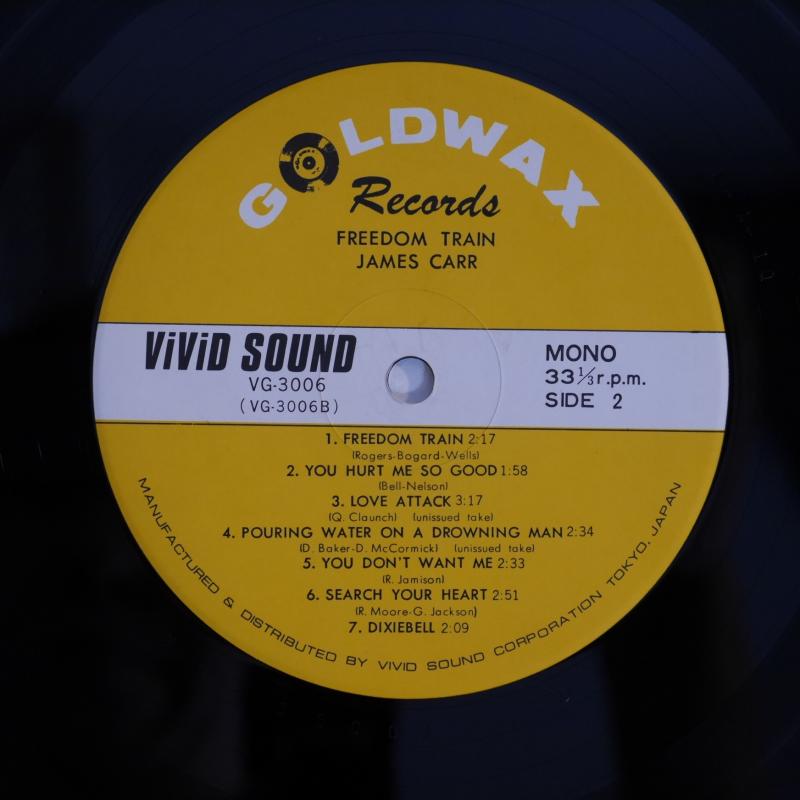 GOLDWAX
Records
FREEDOM TRAIN
JAMES CARR
ViViD SOUND
VG-3006
(VG-3006B)
MONO
33 1/3 r.p.m.
SIDE 2
1. FREEDOM TRAIN 2:17
(Rogers-Bogard-Wells)
2. YOU HURT ME SO GOOD 1:58
(Bell-Nelson)
3. LOVE ATTACK 3:17
(Q. Claunch) (unissued take)
4. POURING WATER ON A DROWNING MAN 2:34
(D. Baker-D. McCormick) (unissued take)
5. YOU DON'T WANT ME 2:33
(R. Jamison)
6. SEARCH YOUR HEART 2:51
(R. Moore-G. Jackson)
7. DIXIEBELL 2:09
MANUFACTURED & DISTRIBUTED BY VIVID SOUND CORPORATION TOKYO, JAPAN